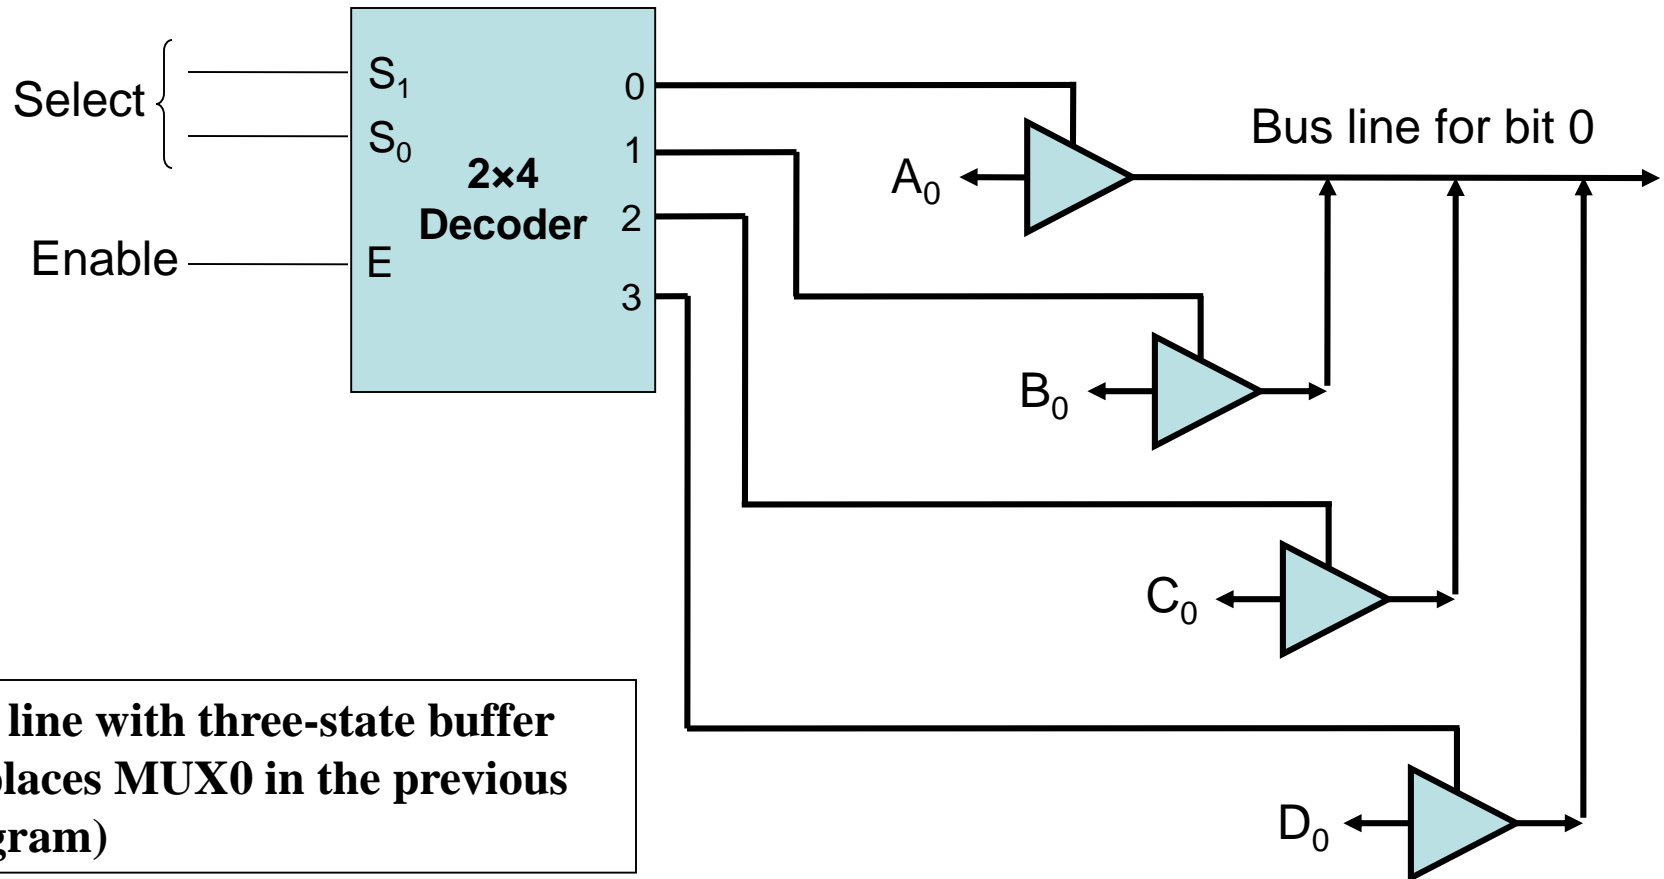 Select
S₁
S₀
Enable
E
2×4
Decoder
0
1
2
3
A₀
Bus line for bit 0
B₀
C₀
D₀
line with three-state buffer
places MUX0 in the previous
gram)